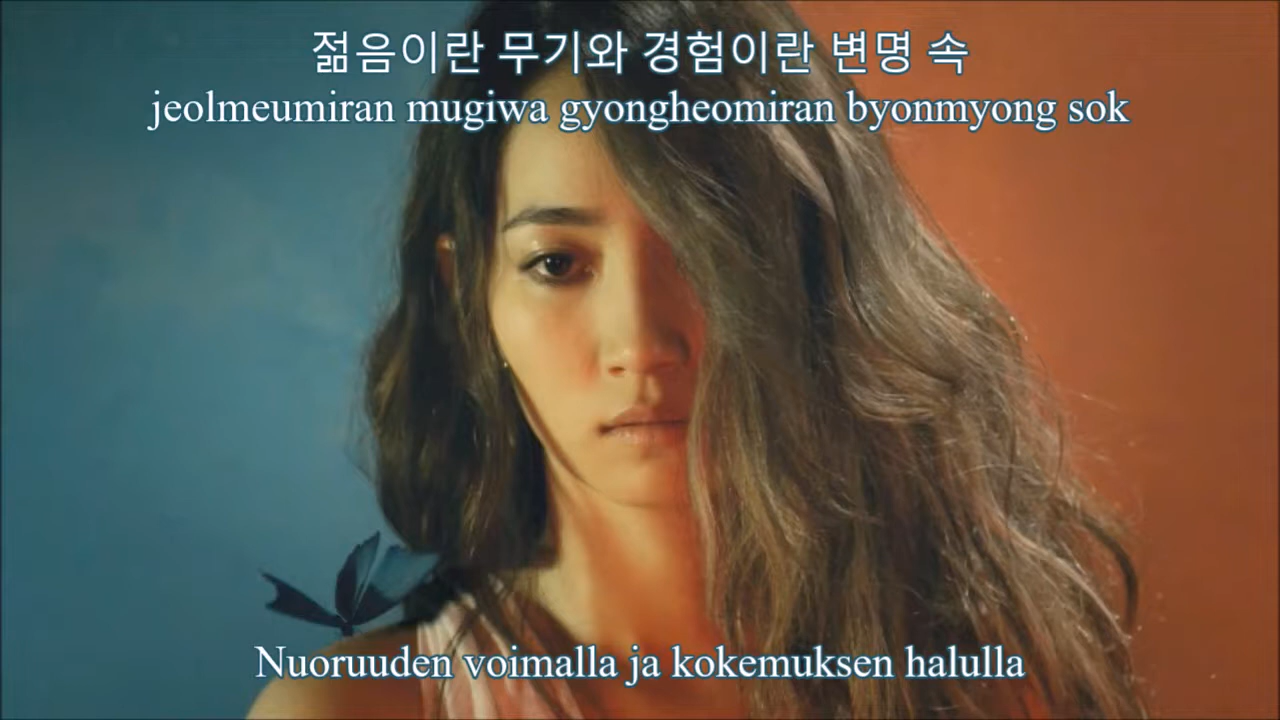 젊음이란 무기와 경험이란 변명 속
jeolmeumiran mugiwa gyongheomiran byonmyong sok
Nuoruuden voimalla ja kokemuksen halulla